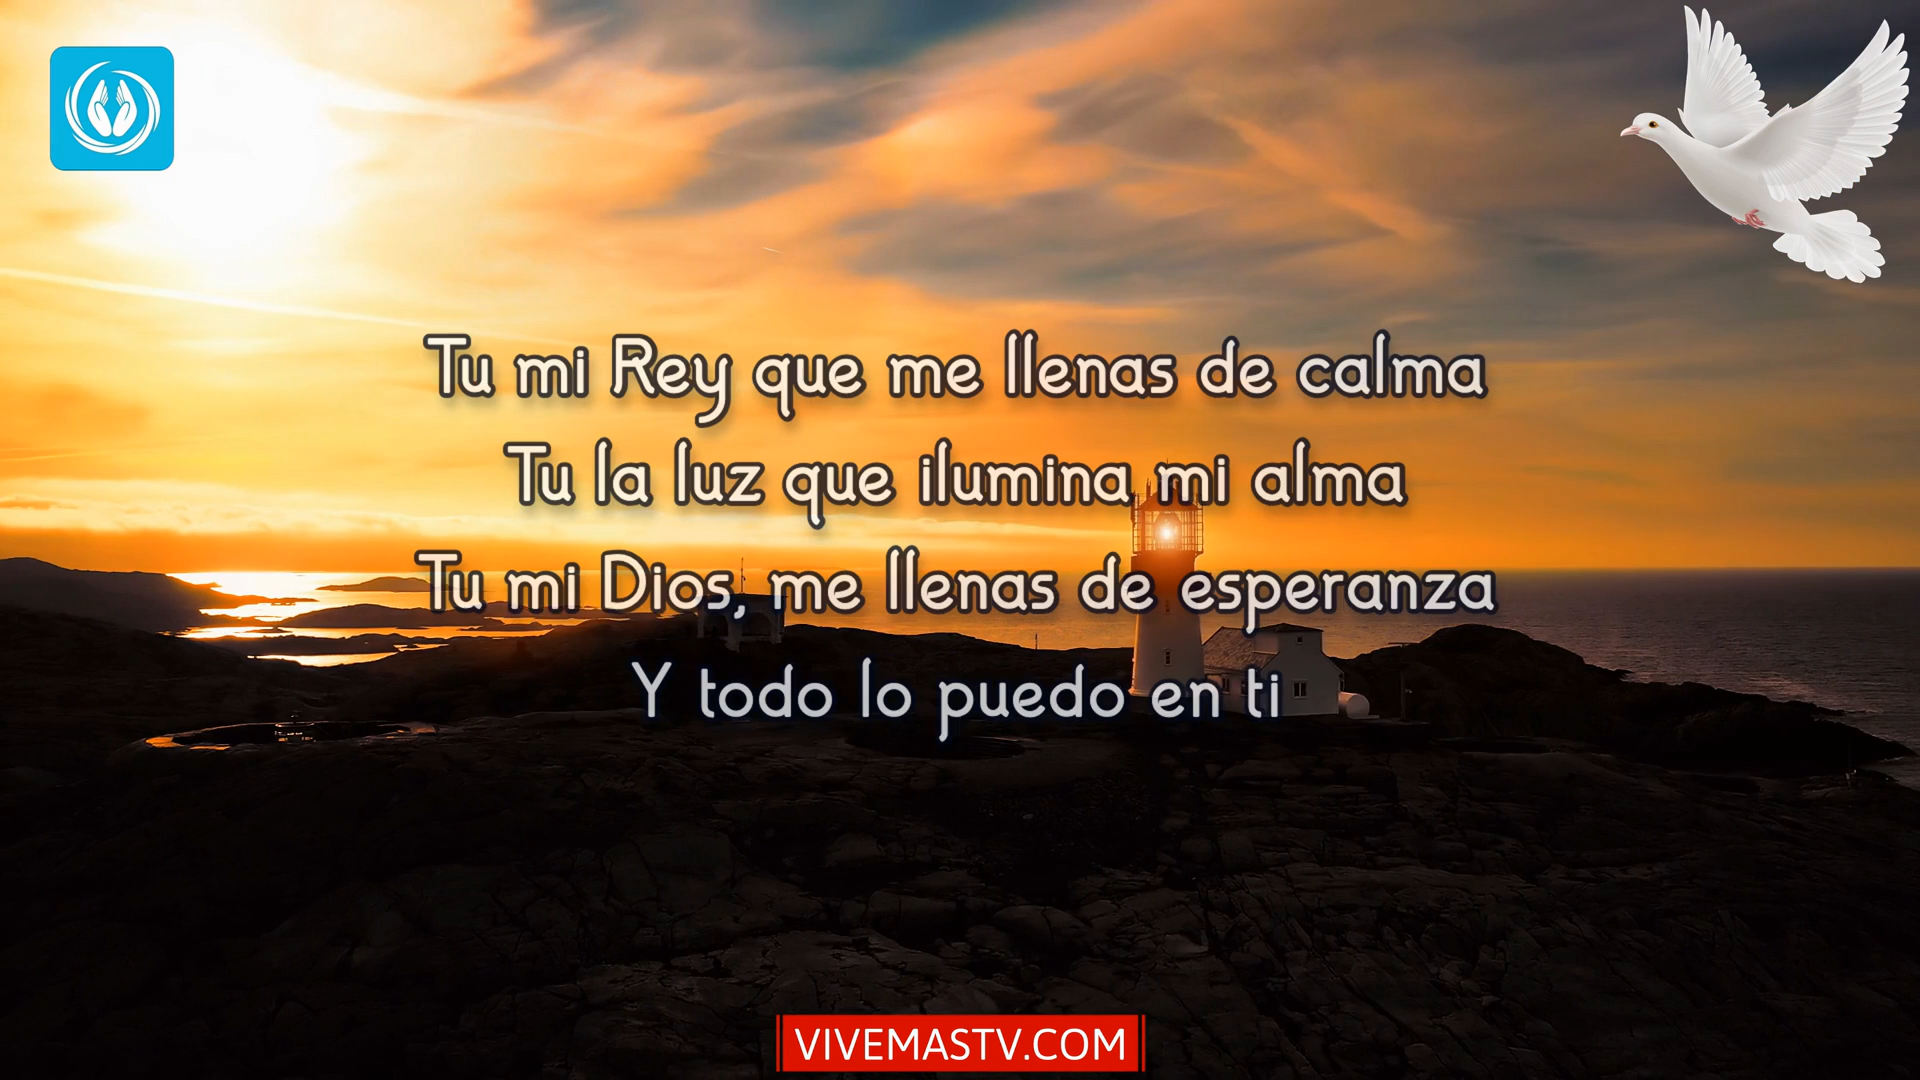 Tu mi Rey que me llenas de calma
Tu la luz que ilumina mi alma
Tu mi Dios, me llenas de esperanza
Y todo lo puedo en ti
VIVEMASTV.COM